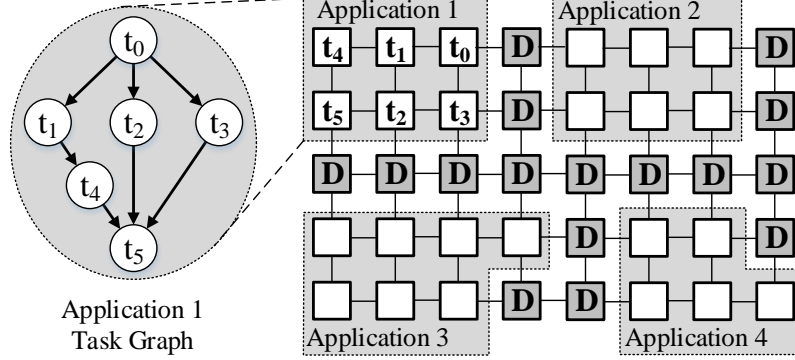 Application 1 Application 2
t₀
t₁ t₂ t₃
t₄
t₅
Application 1
Task Graph
t₄ t₁ t₀ D D
t₅ t₂ t₃ D D
D D D D D D D D
D D
D D
Application 3 Application 4